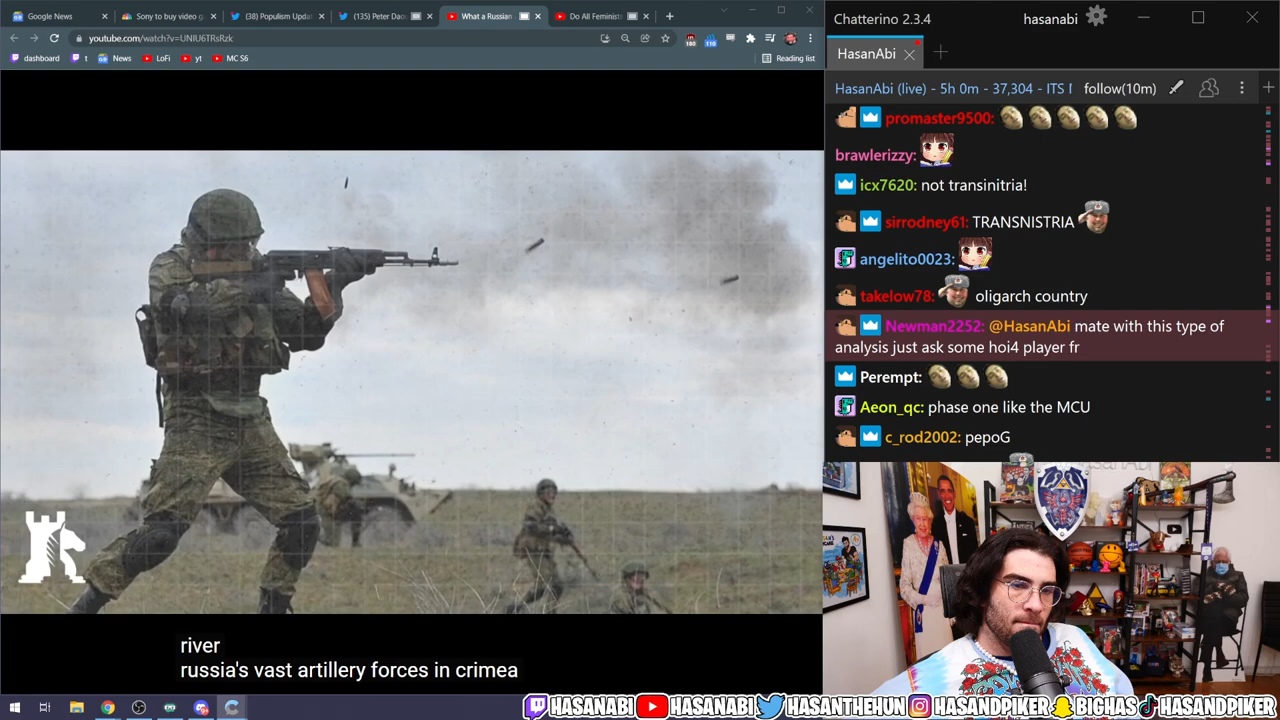 Google News
Sony to buy video g
(38) Populism Upda
(135) Peter Dao
What a Russian
Do All Feminist
youtube.com/watch?v=UNIU6TRsRzk
180
110
dashboard
t
News
LoFi
yt
MC S6
Reading list
river
russia's vast artillery forces in crimea
Chatterino 2.3.4
hasanabi
HasanAbi
HasanAbi (live) - 5h 0m - 37,304 - ITS
follow(10m)
promaster9500:
brawlerizzy:
icx7620: not transinitria!
sirrodney61: TRANSNISTRIA
angelito0023:
takelow78: oligarch country
Newman2252: @HasanAbi mate with this type of
analysis just ask some hoi4 player fr
Perempt:
Aeon_qc: phase one like the MCU
c_rod2002: pepoG
HASANABI HASANABI HASANTHEHUN HASANDPIKER BIGHAS HASANDPIKER